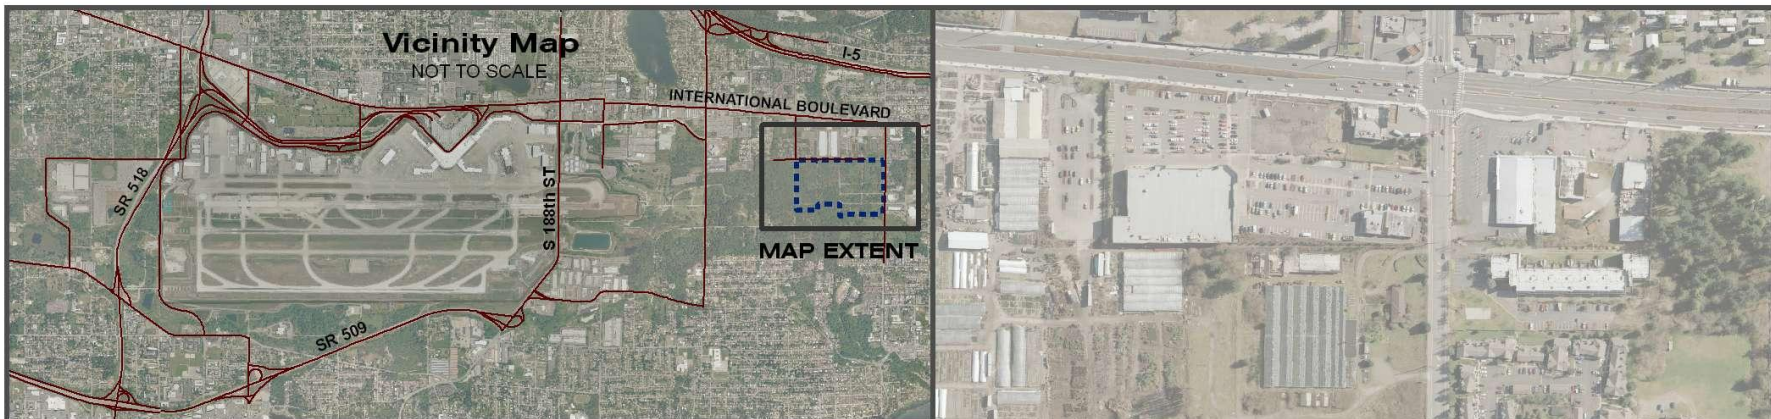 Vicinity Map
NOT TO SCALE
I-5
INTERNATIONAL BOULEVARD
SR 518
S 188th ST
MAP EXTENT
SR 509